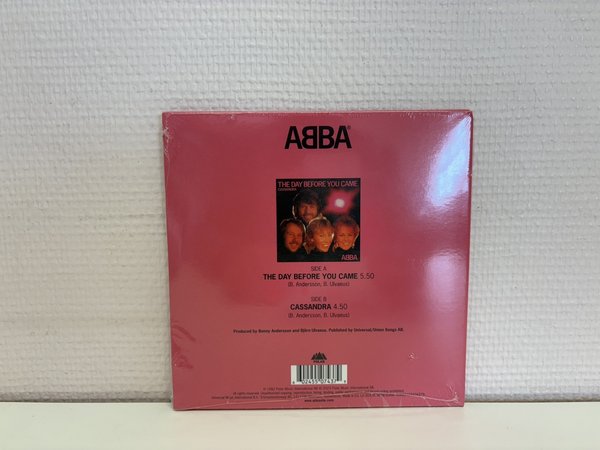 ABBA
THE DAY BEFORE YOU CAME
CASSANDRA
ABBA
SIDE A
THE DAY BEFORE YOU CAME 5.50
(B. Andersson, B. Ulvaeus)
SIDE B
CASSANDRA 4.50
(B. Andersson, B. Ulvaeus)
Produced by Benny Andersson and Björn Ulvaeus. Published by Universal/Union Songs AB.
POLAR